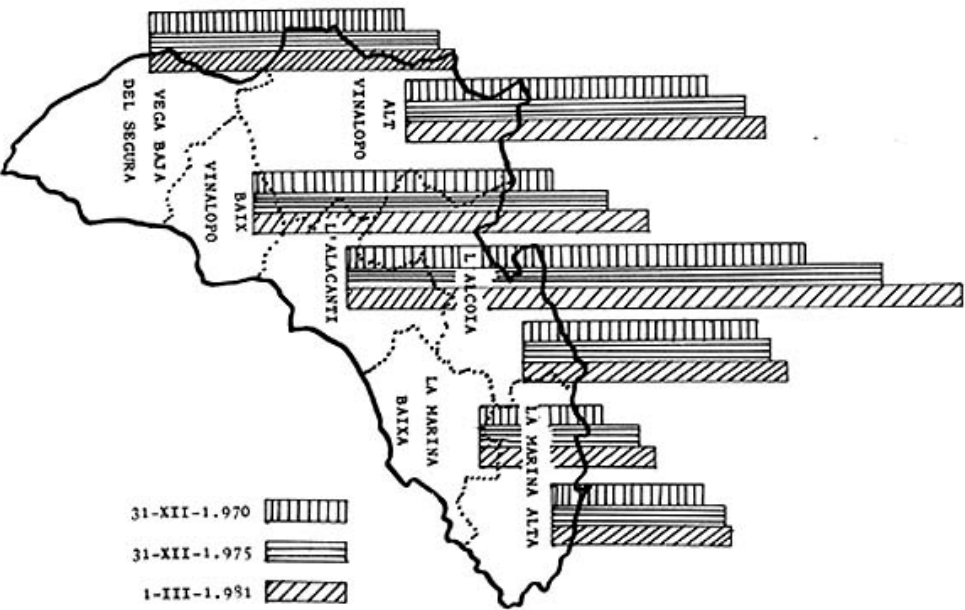 VEGA BAJA
DEL SEGURA
ALT
VINALOPO
BAIX
VINALOPO
L'ALACANTI
L ALCOIA
LA MARINA
BAIXA
LA MARINA ALTA
31-XII-1.970
31-XII-1.975
1-III-1.981